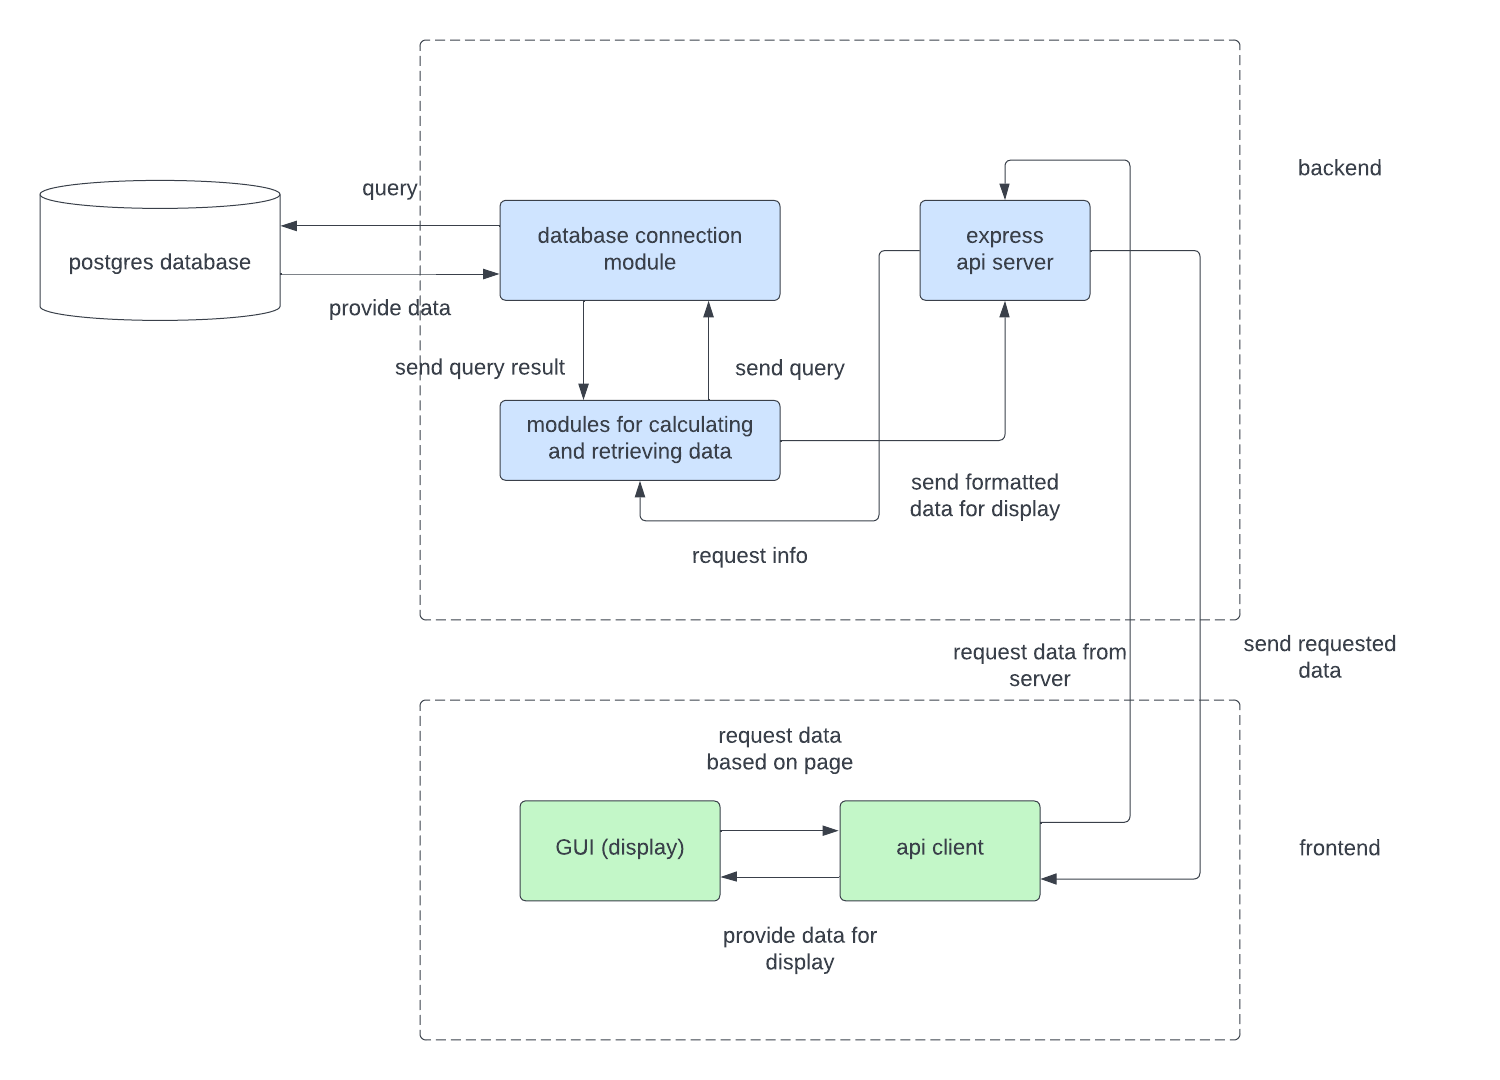 backend
query
database connection
module
express
api server
postgres database
provide data
send query result
send query
modules for calculating
and retrieving data
send formatted
data for display
request info
request data from
server
send requested
data
request data
based on page
GUI (display)
api client
frontend
provide data for
display